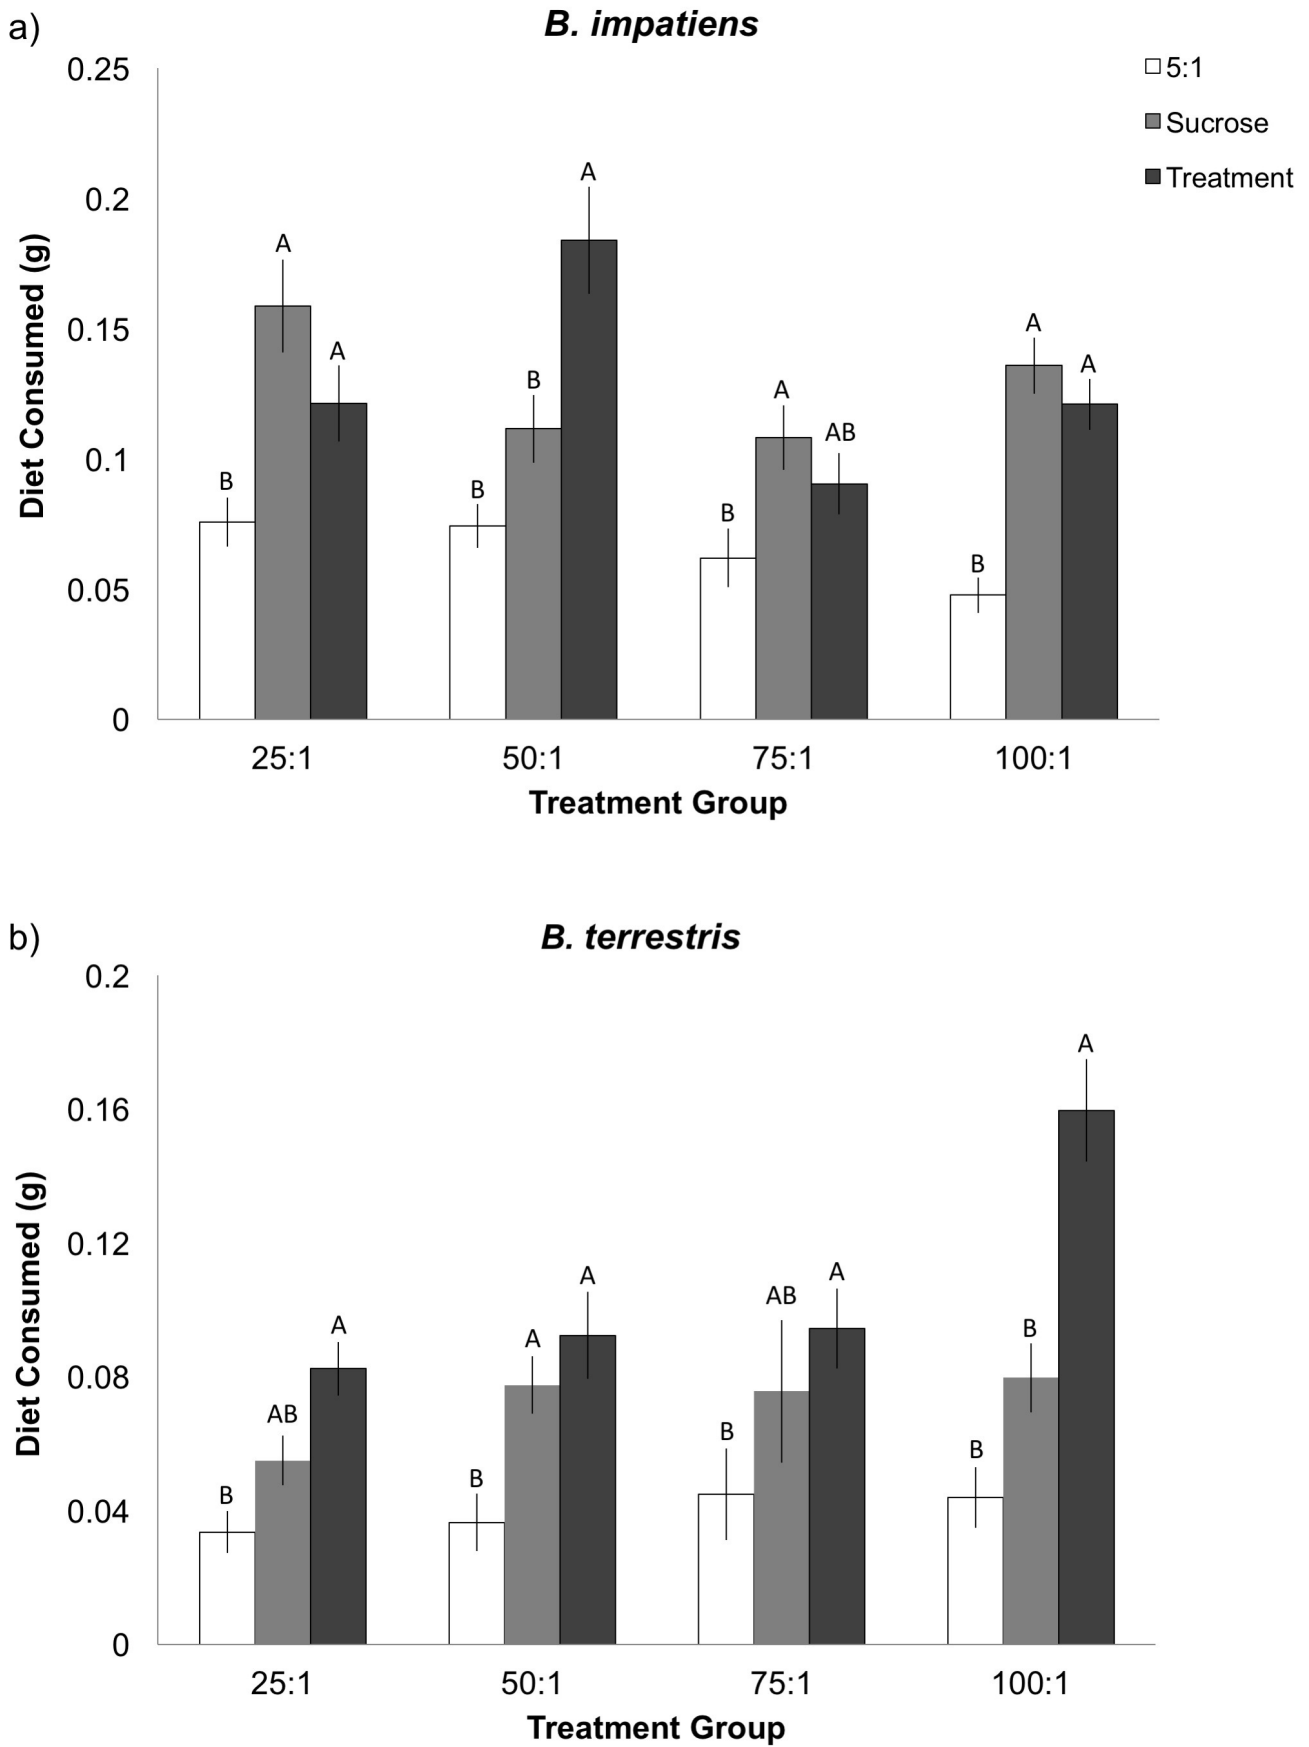 a)
B. impatiens
0.25
0.2
0.15
0.1
0.05
0
Diet Consumed (g)
5:1
Sucrose
Treatment
B
A
A
B
B
A
B
A
AB
B
A
A
25:1
50:1
75:1
100:1
Treatment Group
b)
B. terrestris
0.2
0.16
0.12
0.08
0.04
0
Diet Consumed (g)
B
AB
A
B
A
A
B
AB
A
B
B
A
25:1
50:1
75:1
100:1
Treatment Group